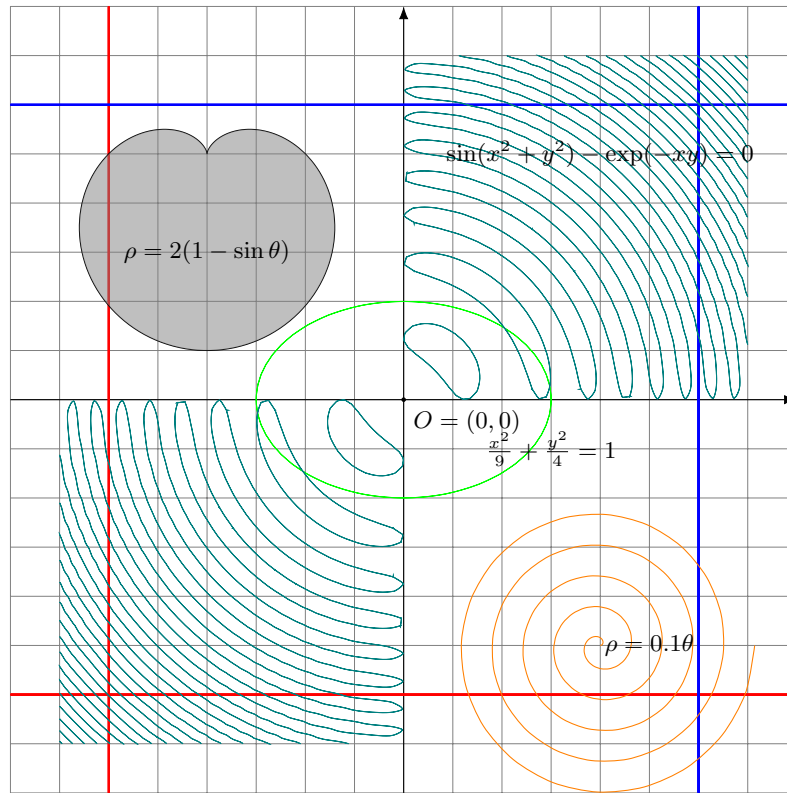 sin(x² + y²) − exp(−xy) = 0
ρ = 2(1 − sin θ)
O = (0, 0)
x²/9 + y²/4 = 1
ρ = 0.1θ